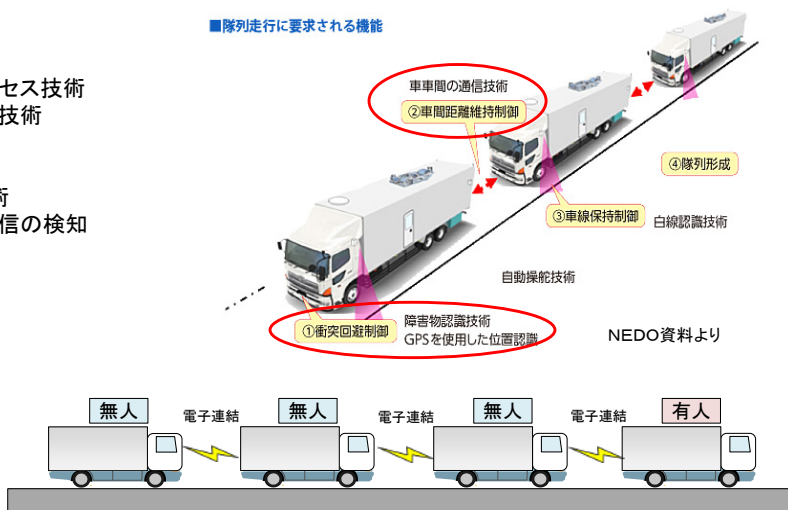 ■隊列走行に要求される機能
セス技術
技術
術
信の検知
車車間の通信技術
②車間距離維持制御
④隊列形成
③車線保持制御
白線認識技術
自動操舵技術
①衝突回避制御
障害物認識技術
GPSを使用した位置認識
NEDO資料より
無人
電子連結
無人
電子連結
無人
電子連結
有人